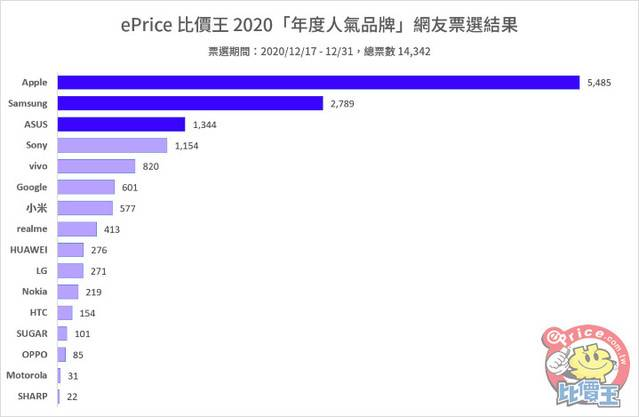 ePrice 比價王 2020「年度人氣品牌」網友票選結果
票選期間：2020/12/17 - 12/31，總票數 14,342
Apple 5,485
Samsung 2,789
ASUS 1,344
Sony 1,154
vivo 820
Google 601
小米 577
realme 413
HUAWEI 276
LG 271
Nokia 219
HTC 154
SUGAR 101
OPPO 85
Motorola 31
SHARP 22
ePrice.com.tw
比價王